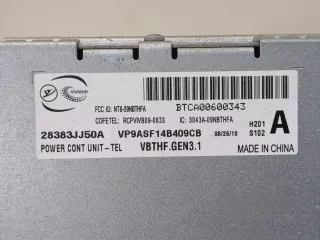 Visteon
FCC ID: NT8-09NBTHFA
BTCA00600343
COFETEL: RCPVIVB09-0633 IC: 3043A-09NBTHFA
28383JJ50A VP9ASF14B409CB 08/26/10 H201 S102 A
POWER CONT UNIT-TEL VBTHF.GEN3.1 MADE IN CHINA